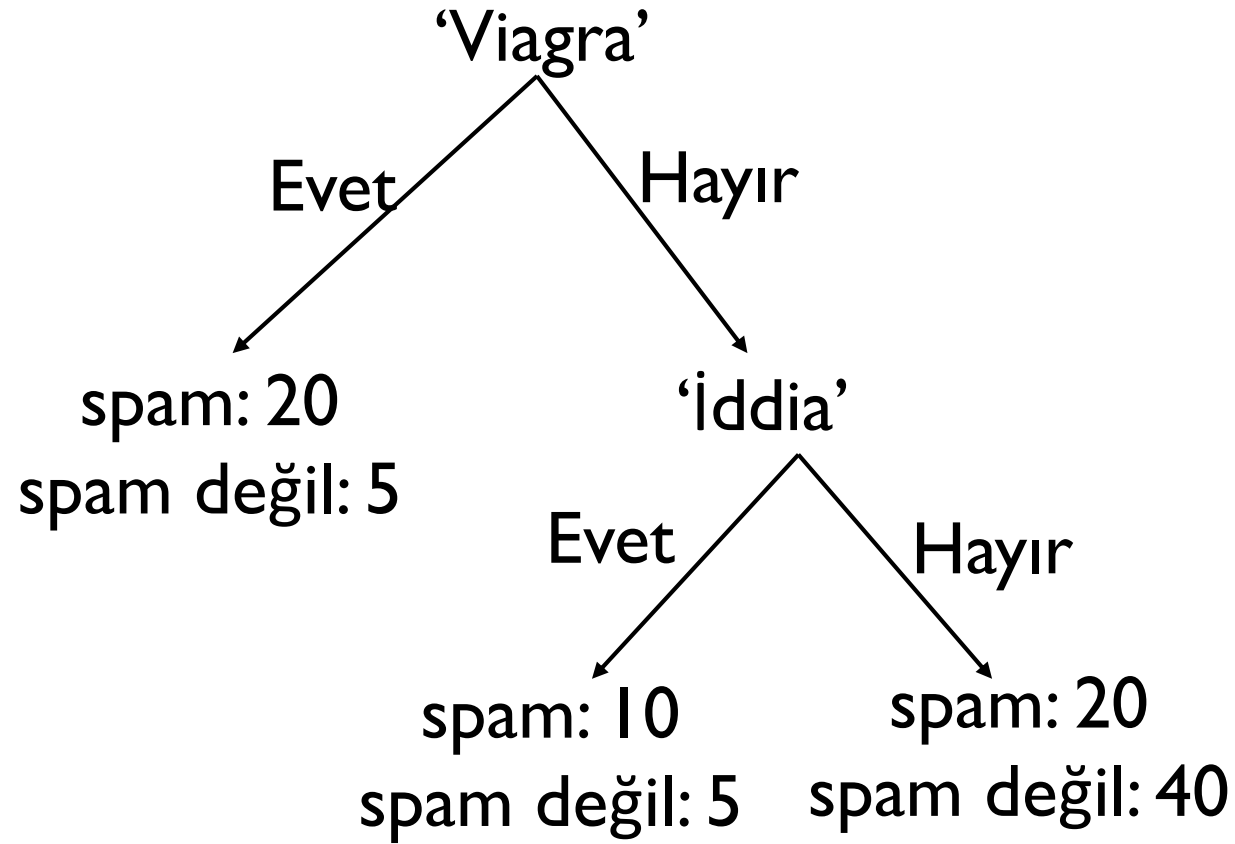 ‘Viagra’
Evet
Hayır
spam: 20
spam değil: 5
‘İddia’
Evet
Hayır
spam: 10
spam değil: 5
spam: 20
spam değil: 40